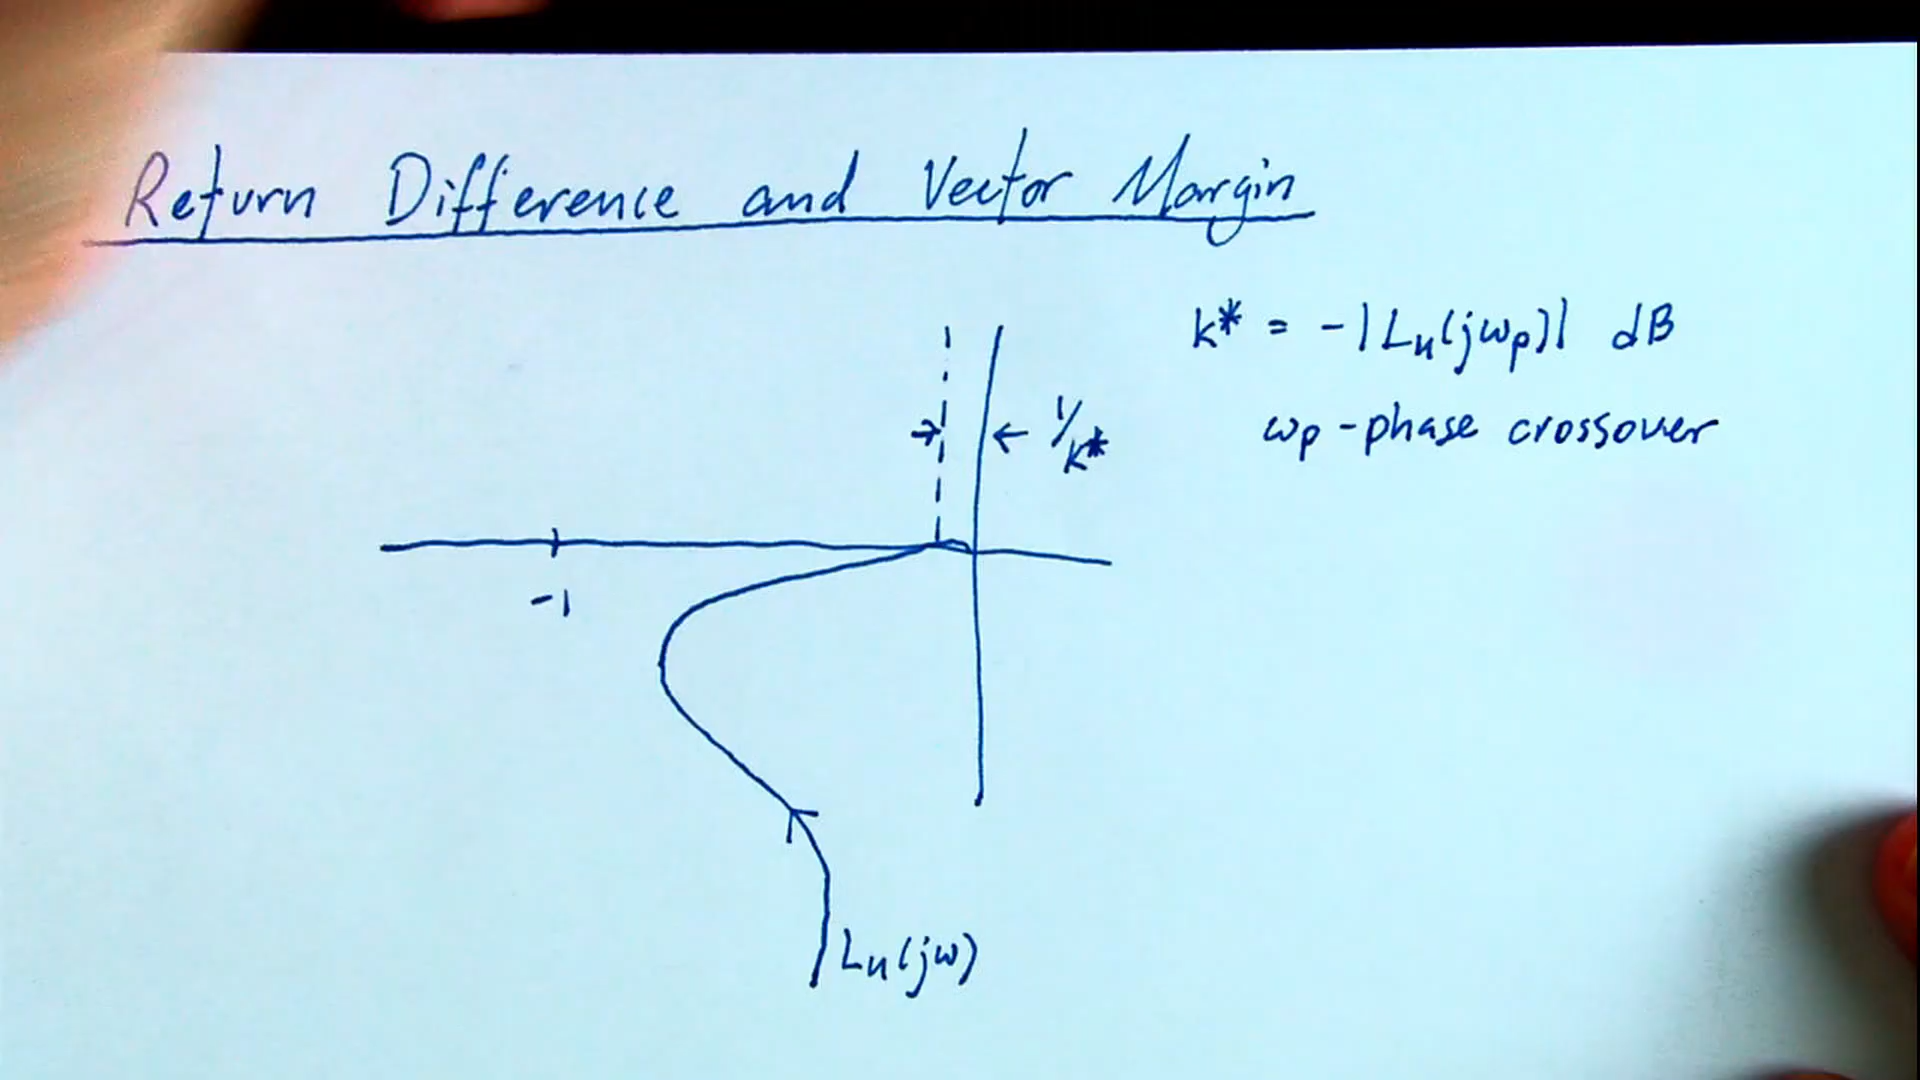 Return Difference and Vector Margin
k* = -|Lu(jωp)| dB
1/k*
ωp - phase crossover
-1
Lu(jω)